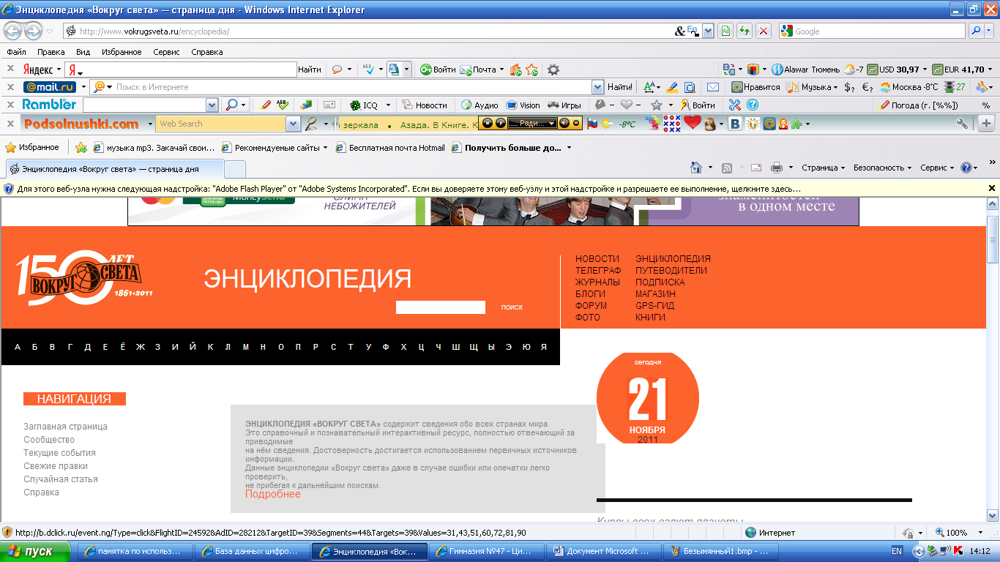 Энциклопедия «Вокруг света» — страница дня - Windows Internet Explorer
http://www.vokrugsveta.ru/encyclopedia/
Google
Файл Правка Вид Избранное Сервис Справка
Яндекс Я Найти АБВ Войти Почта Alawar Тюмень -7 USD 30,97 EUR 41,70
@mail.ru Поиск в Интернете Найти! Нравится Музыка Москва -8°C 27
Rambler ICQ Новости Аудио Vision Игры Войти Погода (г. [%%])
Podsolnushki.com Web Search зеркала • Азада. В Книге. К ..... Ради... -8°C
Избранное музыка mp3. Закачай свои... Рекомендуемые сайты Бесплатная почта Hotmail Получить больше до...
Энциклопедия «Вокруг света» — страница дня Страница Безопасность Сервис
Для этого веб-узла нужна следующая надстройка: "Adobe Flash Player" от "Adobe Systems Incorporated". Если вы доверяете этому веб-узлу и этой надстройке и разрешаете ее выполнение, щелкните здесь...
НЕБОЖИТЕЛЕЙ
в одном месте
150 ЛЕТ
ВОКРУГ СВЕТА
1861-2011
ЭНЦИКЛОПЕДИЯ
ПОИСК
НОВОСТИ ЭНЦИКЛОПЕДИЯ
ТЕЛЕГРАФ ПУТЕВОДИТЕЛИ
ЖУРНАЛЫ ПОДПИСКА
БЛОГИ МАГАЗИН
ФОРУМ GPS-ГИД
ФОТО КНИГИ
А Б В Г Д Е Ё Ж З И Й К Л М Н О П Р С Т У Ф Х Ц Ч Ш Щ Ы Э Ю Я
сегодня
21
НОЯБРЯ
2011
НАВИГАЦИЯ
Заглавная страница
Сообщество
Текущие события
Свежие правки
Случайная статья
Справка
ЭНЦИКЛОПЕДИЯ «ВОКРУГ СВЕТА» содержит сведения обо всех странах мира.
Это справочный и познавательный интерактивный ресурс, полностью отвечающий за
приводимые
на нём сведения. Достоверность достигается использованием первичных источников
информации.
Данные энциклопедии «Вокруг света» даже в случае ошибки или опечатки легко
проверить,
не прибегая к дальнейшим поискам.
Подробнее
Курсы всех валют планеты
http://b.dclick.ru/event.ng/Type=click&FlightID=24592&AdID=28212&TargetID=39&Segments=44&Targets=39&Values=31,43,51,60,72,81,90 Интернет 100%
пуск памятка по использ... База данных цифро... Энциклопедия «Вок... Гимназия №47 - Ци... Документ Microsoft ... Безымянный1.bmp - ... EN 14:12